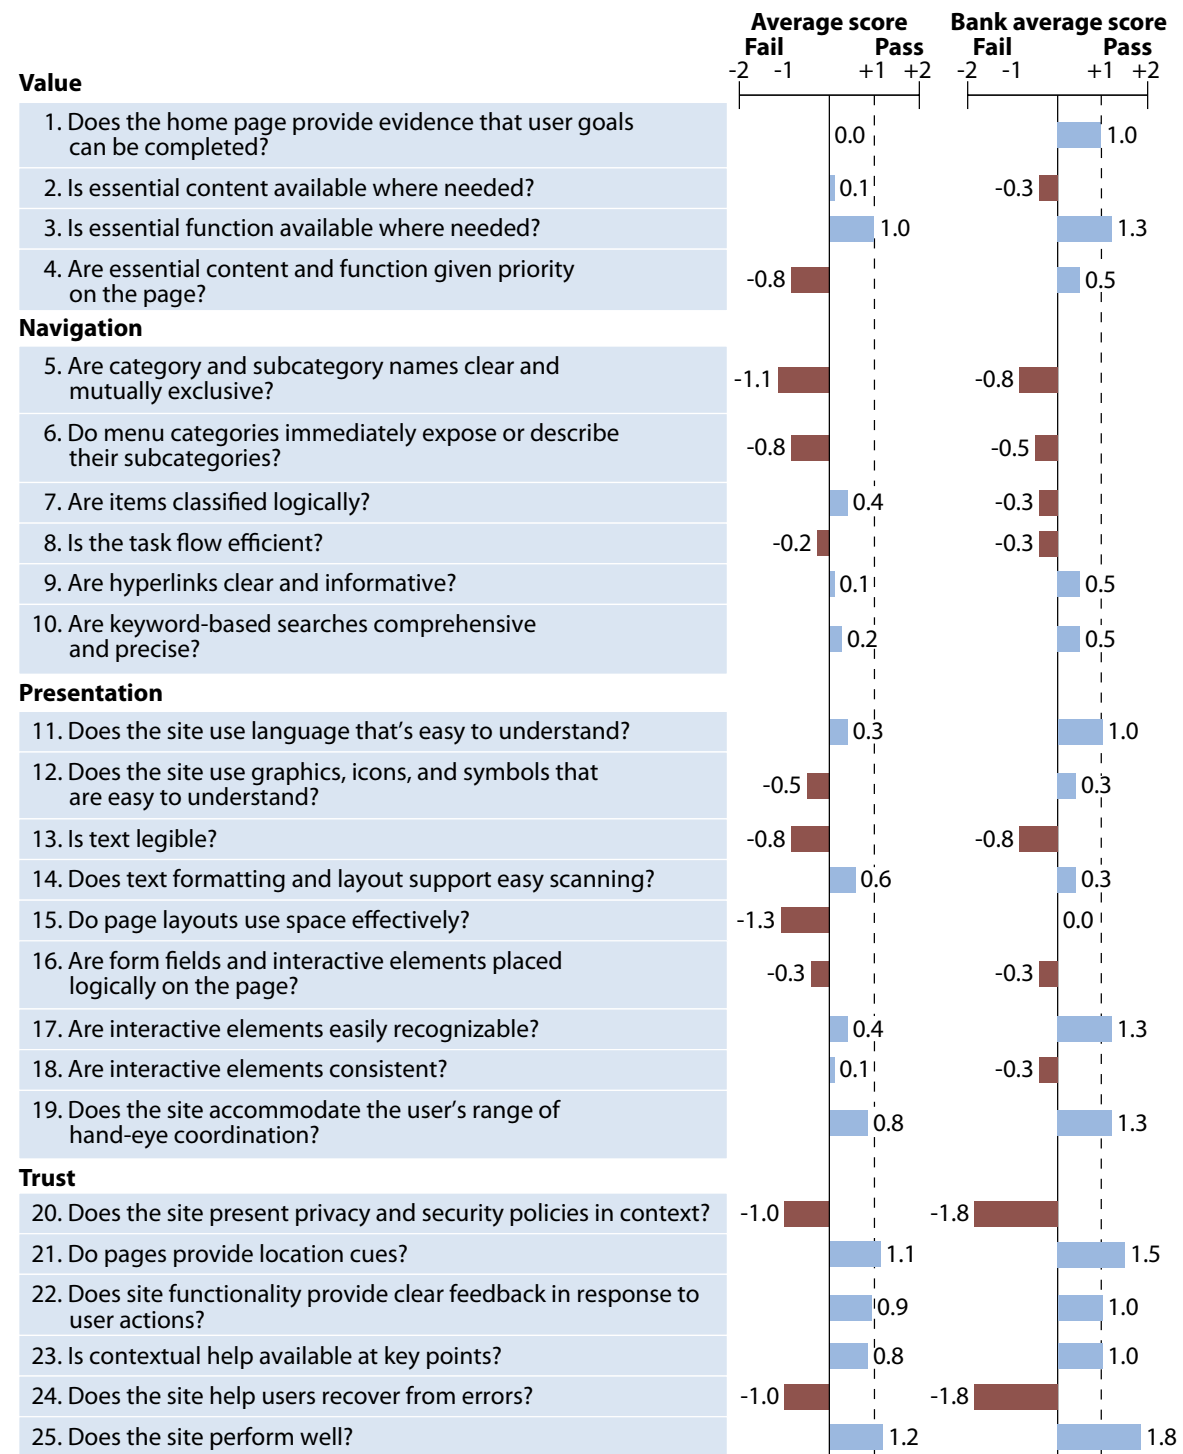 Average score Bank average score
Fail Pass Fail Pass
-2 -1 +1 +2 -2 -1 +1 +2
Value
1. Does the home page provide evidence that user goals
can be completed?
0.0 1.0
2. Is essential content available where needed? 0.1 -0.3
3. Is essential function available where needed? 1.0 1.3
4. Are essential content and function given priority
on the page?
-0.8 0.5
Navigation
5. Are category and subcategory names clear and
mutually exclusive?
-1.1 -0.8
6. Do menu categories immediately expose or describe
their subcategories?
-0.8 -0.5
7. Are items classified logically? 0.4 -0.3
8. Is the task flow efficient? -0.2 -0.3
9. Are hyperlinks clear and informative? 0.1 0.5
10. Are keyword-based searches comprehensive
and precise?
0.2 0.5
Presentation
11. Does the site use language that's easy to understand? 0.3 1.0
12. Does the site use graphics, icons, and symbols that
are easy to understand?
-0.5 0.3
13. Is text legible? -0.8 -0.8
14. Does text formatting and layout support easy scanning? 0.6 0.3
15. Do page layouts use space effectively? -1.3 0.0
16. Are form fields and interactive elements placed
logically on the page?
-0.3 -0.3
17. Are interactive elements easily recognizable? 0.4 1.3
18. Are interactive elements consistent? 0.1 -0.3
19. Does the site accommodate the user's range of
hand-eye coordination?
0.8 1.3
Trust
20. Does the site present privacy and security policies in context? -1.0 -1.8
21. Do pages provide location cues? 1.1 1.5
22. Does site functionality provide clear feedback in response to
user actions?
0.9 1.0
23. Is contextual help available at key points? 0.8 1.0
24. Does the site help users recover from errors? -1.0 -1.8
25. Does the site perform well? 1.2 1.8